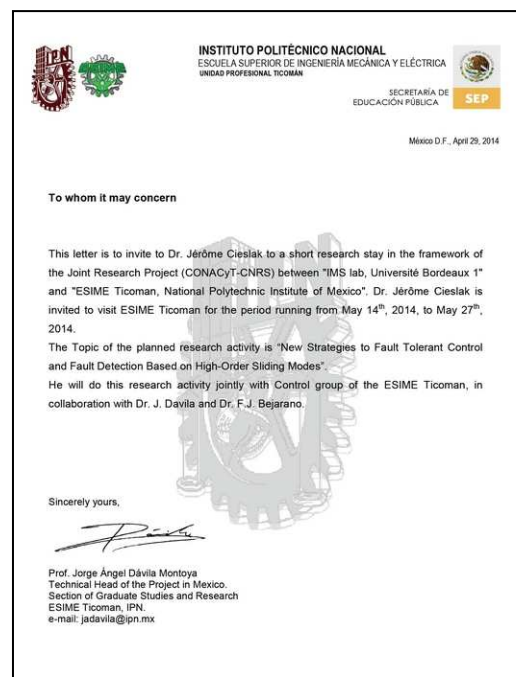 IPN
INSTITUTO POLITÉCNICO NACIONAL
ESCUELA SUPERIOR DE INGENIERÍA MECÁNICA Y ELÉCTRICA
UNIDAD PROFESIONAL TICOMÁN
SECRETARÍA DE
EDUCACIÓN PÚBLICA
SEP
México D.F., April 29, 2014
To whom it may concern
This letter is to invite to Dr. Jérôme Cieslak to a short research stay in the framework of
the Joint Research Project (CONACyT-CNRS) between "IMS lab, Université Bordeaux 1"
and "ESIME Ticoman, National Polytechnic Institute of Mexico". Dr. Jérôme Cieslak is
invited to visit ESIME Ticoman for the period running from May 14th, 2014, to May 27th,
2014.
The Topic of the planned research activity is "New Strategies to Fault Tolerant Control
and Fault Detection Based on High-Order Sliding Modes".
He will do this research activity jointly with Control group of the ESIME Ticoman, in
collaboration with Dr. J. Davila and Dr. F.J. Bejarano.
Sincerely yours,
Prof. Jorge Ángel Dávila Montoya
Technical Head of the Project in Mexico.
Section of Graduate Studies and Research
ESIME Ticoman, IPN.
e-mail: jadavila@ipn.mx